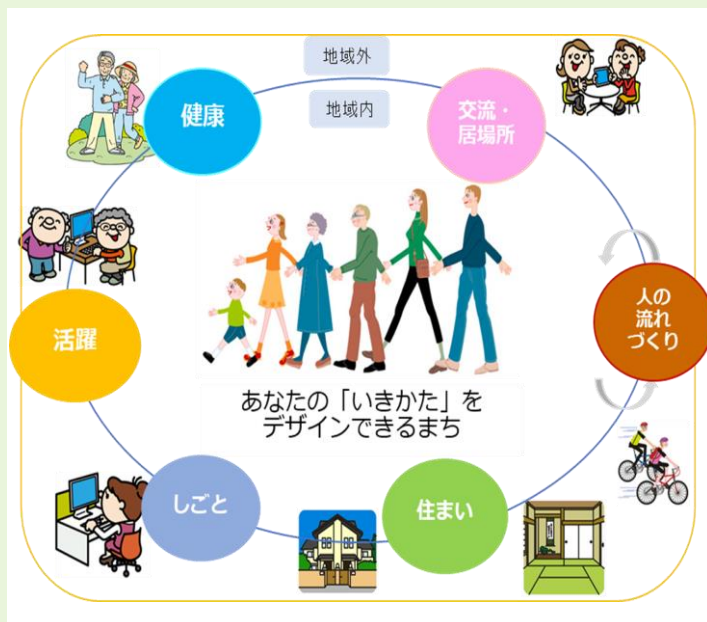 地域外
地域内
健康
交流・
居場所
人の
流れ
づくり
活躍
あなたの「いきかた」を
デザインできるまち
しごと
住まい